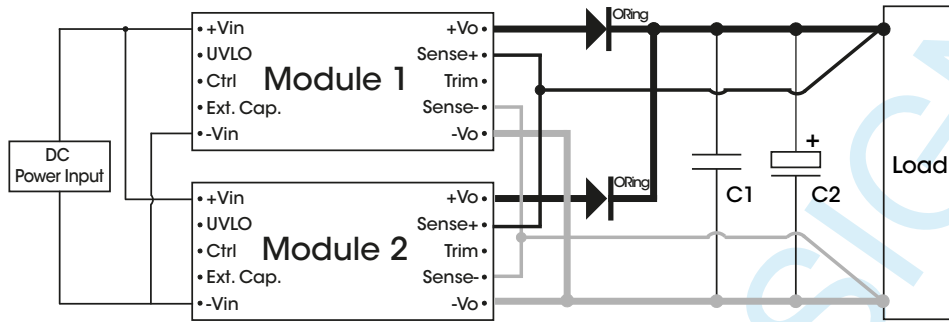 +Vin
UVLO
Ctrl
Ext. Cap.
-Vin
Module 1
+Vo
Sense+
Trim
Sense-
-Vo
ORing
DC
Power Input
+Vin
UVLO
Ctrl
Ext. Cap.
-Vin
Module 2
+Vo
Sense+
Trim
Sense-
-Vo
ORing
C1
+
C2
Load
SIGN